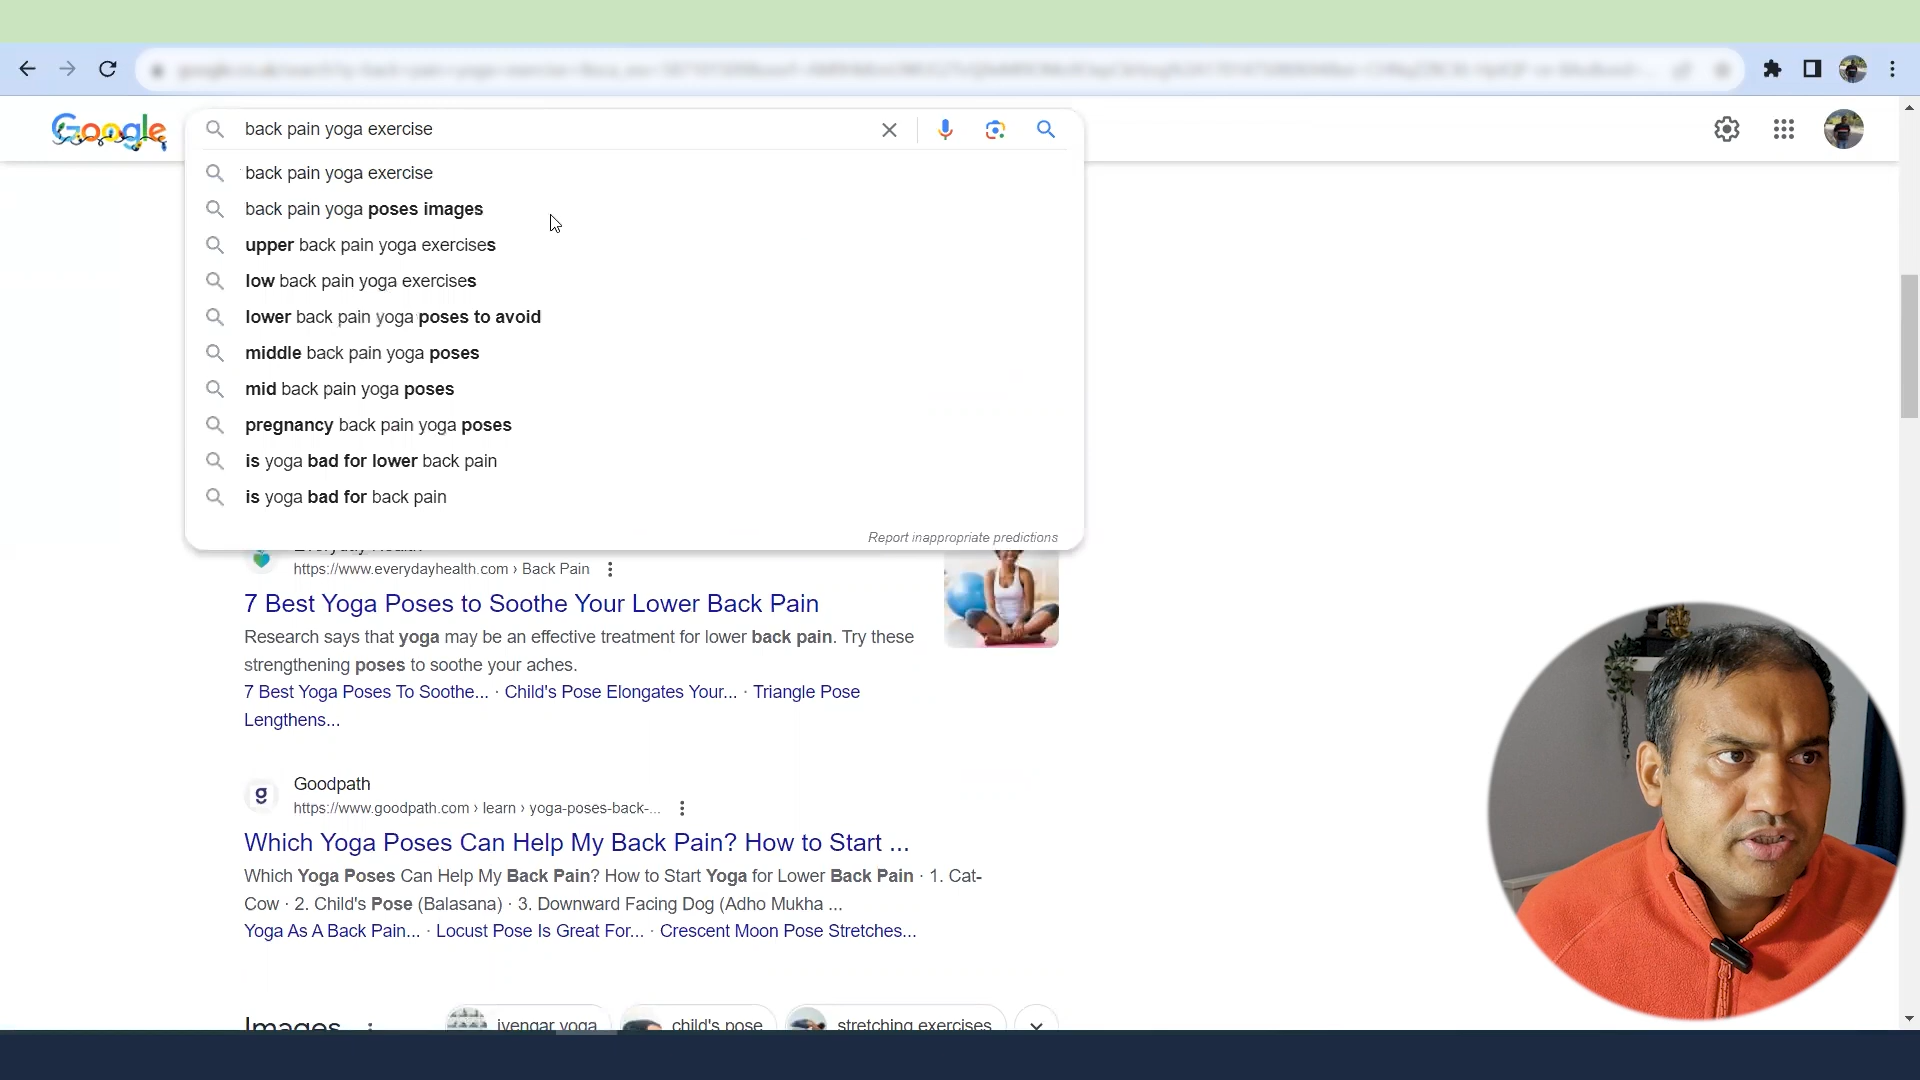 Google
back pain yoga exercise
back pain yoga exercise
back pain yoga poses images
upper back pain yoga exercises
low back pain yoga exercises
lower back pain yoga poses to avoid
middle back pain yoga poses
mid back pain yoga poses
pregnancy back pain yoga poses
is yoga bad for lower back pain
is yoga bad for back pain
Report inappropriate predictions
Everyday Health
https://www.everydayhealth.com › Back Pain
7 Best Yoga Poses to Soothe Your Lower Back Pain
Research says that yoga may be an effective treatment for lower back pain. Try these
strengthening poses to soothe your aches.
7 Best Yoga Poses To Soothe... · Child's Pose Elongates Your... · Triangle Pose
Lengthens...
Goodpath
https://www.goodpath.com › learn › yoga-poses-back-...
Which Yoga Poses Can Help My Back Pain? How to Start ...
Which Yoga Poses Can Help My Back Pain? How to Start Yoga for Lower Back Pain · 1. Cat-
Cow · 2. Child's Pose (Balasana) · 3. Downward Facing Dog (Adho Mukha ...
Yoga As A Back Pain... · Locust Pose Is Great For... · Crescent Moon Pose Stretches...
Images iyengar yoga child's pose stretching exercises